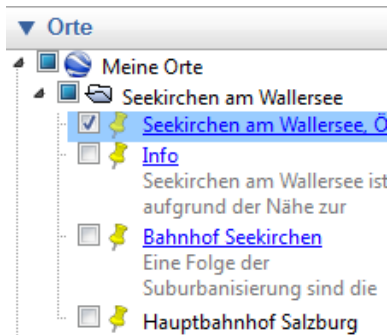 Orte
Meine Orte
Seekirchen am Wallersee
Seekirchen am Wallersee, Ö
Info
Seekirchen am Wallersee ist
aufgrund der Nähe zur
Bahnhof Seekirchen
Eine Folge der
Suburbanisierung sind die
Hauptbahnhof Salzburg